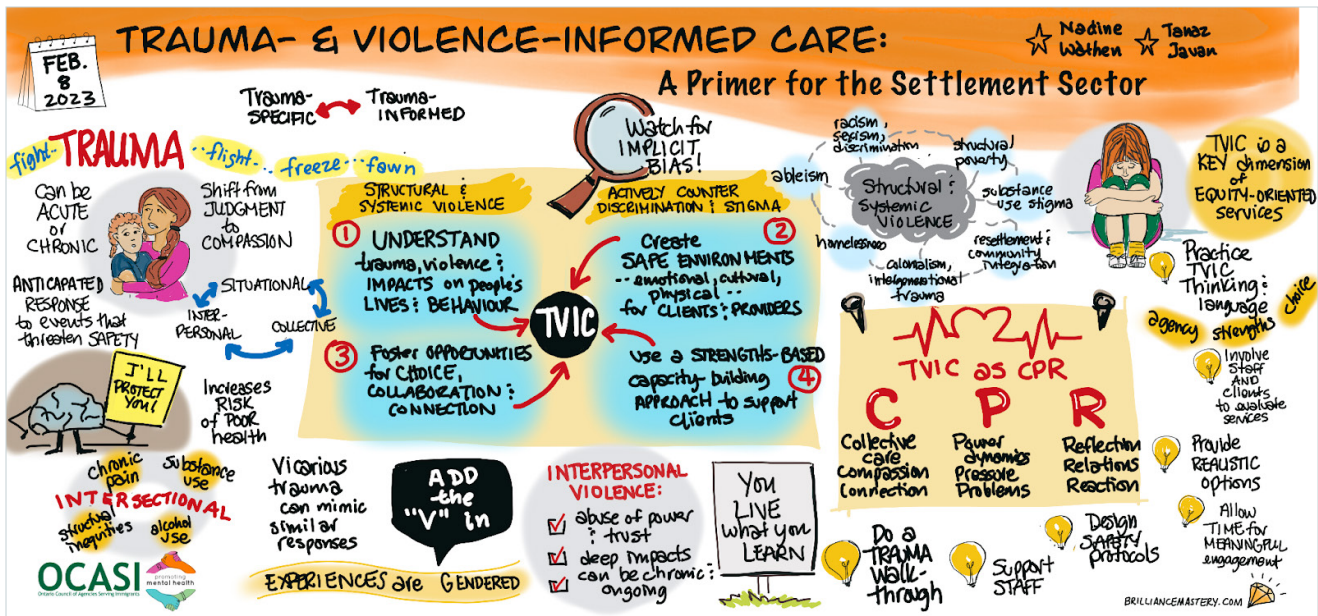 FEB.
8
2023
TRAUMA- & VIOLENCE-INFORMED CARE:
A Primer for the Settlement Sector
Nadine
Wathen
Tanaz
Javan
Trauma-
SPECIFIC
Trauma-
INFORMED
fight
TRAUMA
..flight..
freeze
fawn
Can be
ACUTE
or
CHRONIC
Shift from
JUDGMENT
to
COMPASSION
ANTICIPATED
RESPONSE
to events that
threaten SAFETY
SITUATIONAL
INTER-
PERSONAL
COLLECTIVE
I'LL
PROTECT
YOU!
Increases
RISK
of POOR
health
chronic
pain
substance
use
INTERSECTIONAL
structural
inequities
alcohol
use
OCASI
Ontario Council of Agencies Serving Immigrants
promoting
mental health
Vicarious
trauma
can mimic
similar
responses
ADD
the
"V" in
EXPERIENCES are GENDERED
Watch for
IMPLICIT
BIAS!
STRUCTURAL &
SYSTEMIC VIOLENCE
ACTIVELY COUNTER
DISCRIMINATION & STIGMA
1
UNDERSTAND
trauma, violence &
IMPACTS on people's
LIVES & BEHAVIOUR
2
Create
SAFE ENVIRONMENTS
... emotional, cultural,
physical ...
for CLIENTS & PROVIDERS
TVIC
3
Foster OPPORTUNITIES
for CHOICE,
COLLABORATION &
CONNECTION
use a STRENGTHS-BASED
capacity-building
4
APPROACH to support
clients
INTERPERSONAL
VIOLENCE:
abuse of power
& trust
deep impacts
can be chronic &
ongoing
YOU
LIVE
what you
LEARN
racism,
sexism,
discrimination
structural
poverty
ableism
Structural &
Systemic
VIOLENCE
substance
use stigma
homelessness
resettlement &
community
integration
colonialism,
intergenerational
trauma
TVIC as CPR
C
P
R
Collective
care
Compassion
Connection
Power
dynamics
Pressure
Problems
Reflection
Relations
Reaction
TVIC is a
KEY dimension
of
EQUITY-ORIENTED
services
Practice
TVIC
Thinking &
language
agency
strengths
choice
Involve
staff
AND
clients
to evaluate
services
Provide
REALISTIC
options
Allow
TIME for
MEANINGFUL
engagement
Design
SAFETY
protocols
Support
STAFF
Do a
TRAUMA
walk-
through
BRILLIANCEMASTERY.COM